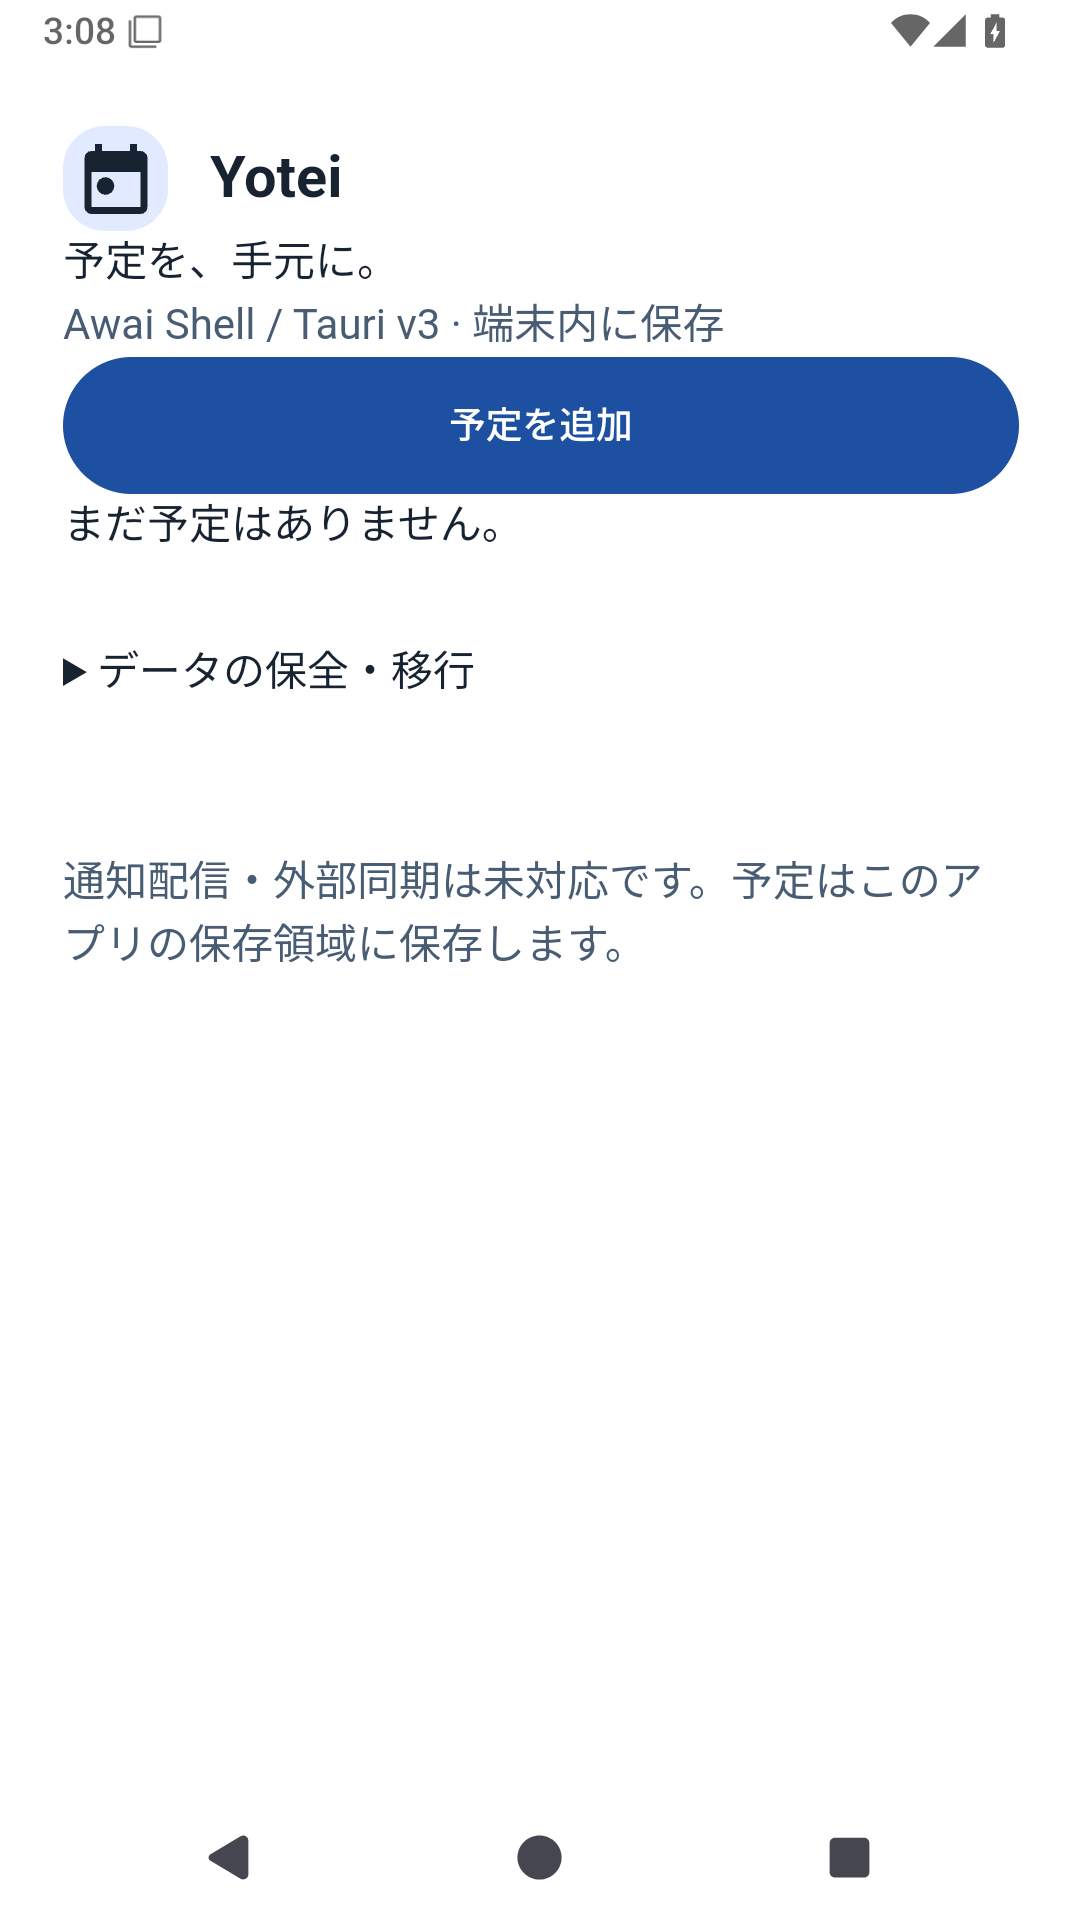 3:08
Yotei
予定を、手元に。
Awai Shell / Tauri v3 · 端末内に保存
予定を追加
まだ予定はありません。
▶ データの保全・移行
通知配信・外部同期は未対応です。予定はこのア
プリの保存領域に保存します。